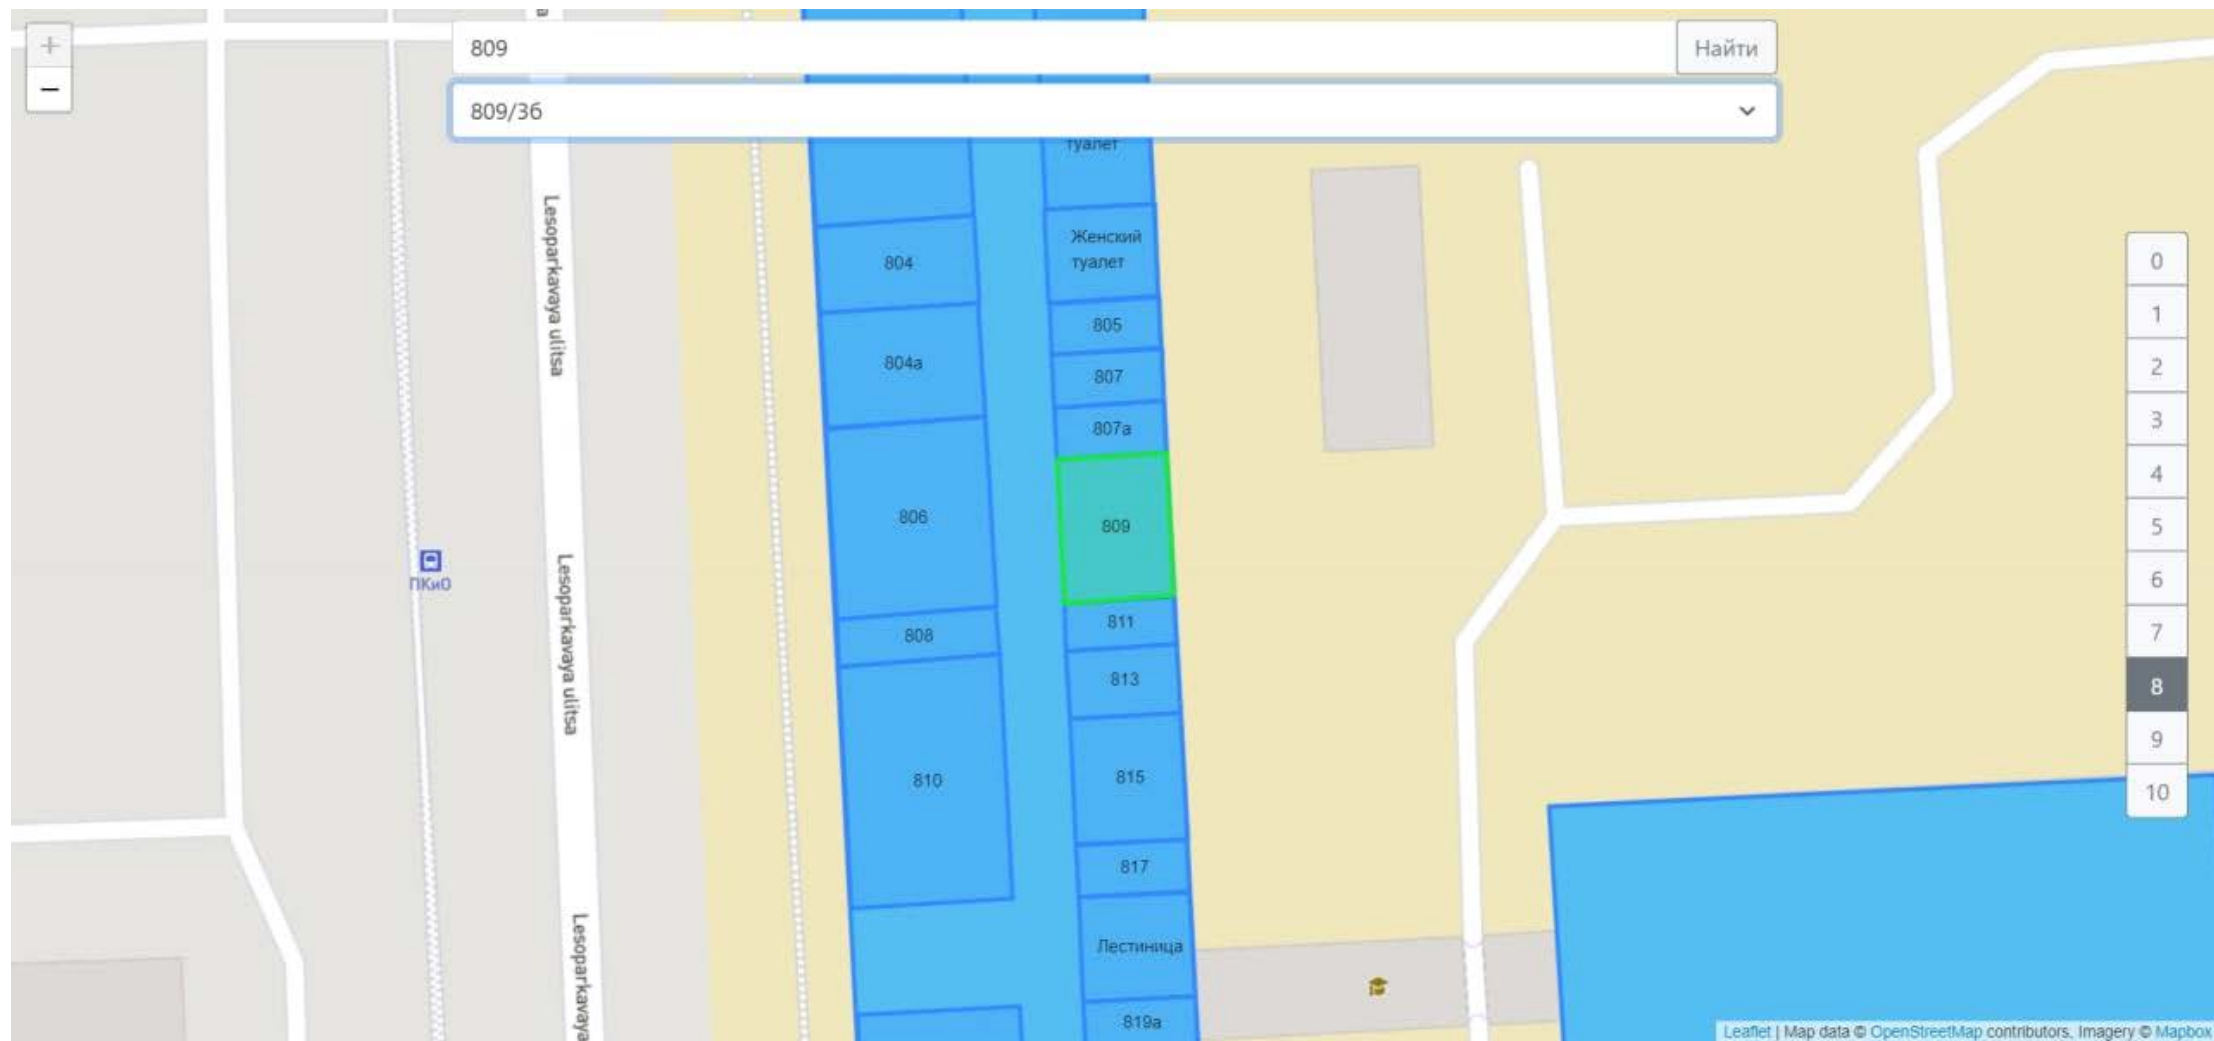 +
−
809
Найти
809/3б
туалет
Женский
туалет
804
805
804а
807
807а
806
809
811
808
813
810
815
817
Лестиница
819а
Lesoparkavaya ulitsa
Lesoparkavaya ulitsa
Lesoparkavaya
ПКиО
0
1
2
3
4
5
6
7
8
9
10
Leaflet | Map data © OpenStreetMap contributors, Imagery © Mapbox